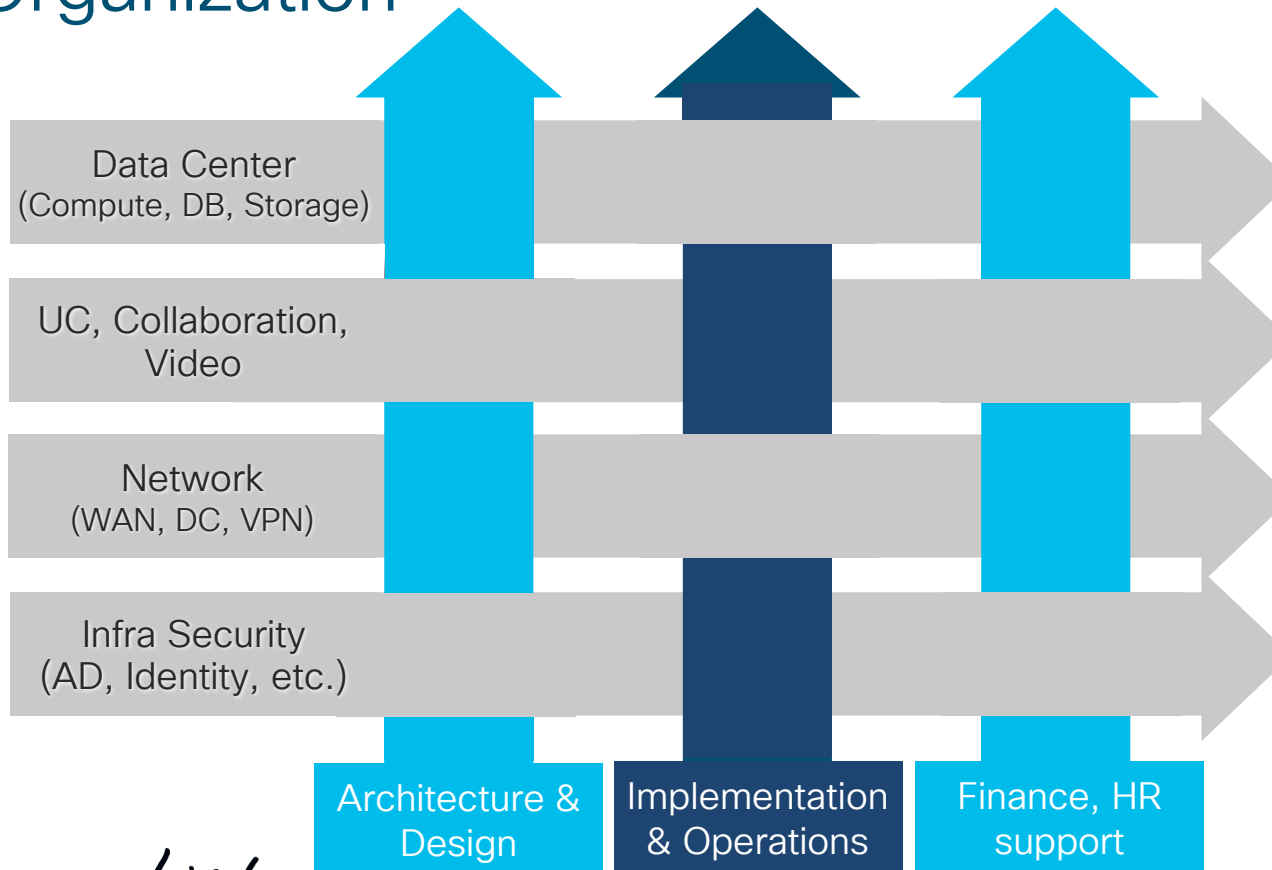 Organization
Data Center
(Compute, DB, Storage)
UC, Collaboration,
Video
Network
(WAN, DC, VPN)
Infra Security
(AD, Identity, etc.)
Architecture &
Design
Implementation
& Operations
Finance, HR
support